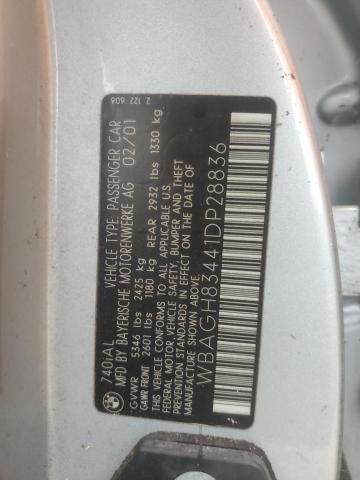 740iAL VEHICLE TYPE: PASSENGER CAR 2 122 606
MFD BY BAYERISCHE MOTORENWERKE AG 02/01
GVWR 5346 lbs 2425 kg
GAWR FRONT 2601 lbs 1180 kg REAR 2932 lbs 1330 kg
THIS VEHICLE CONFORMS TO ALL APPLICABLE
FEDERAL MOTOR VEHICLE SAFETY, BUMPER AND THEFT
PREVENTION STANDARDS IN EFFECT ON THE DATE OF
MANUFACTURE SHOWN ABOVE.
WBAGH83441DP28836